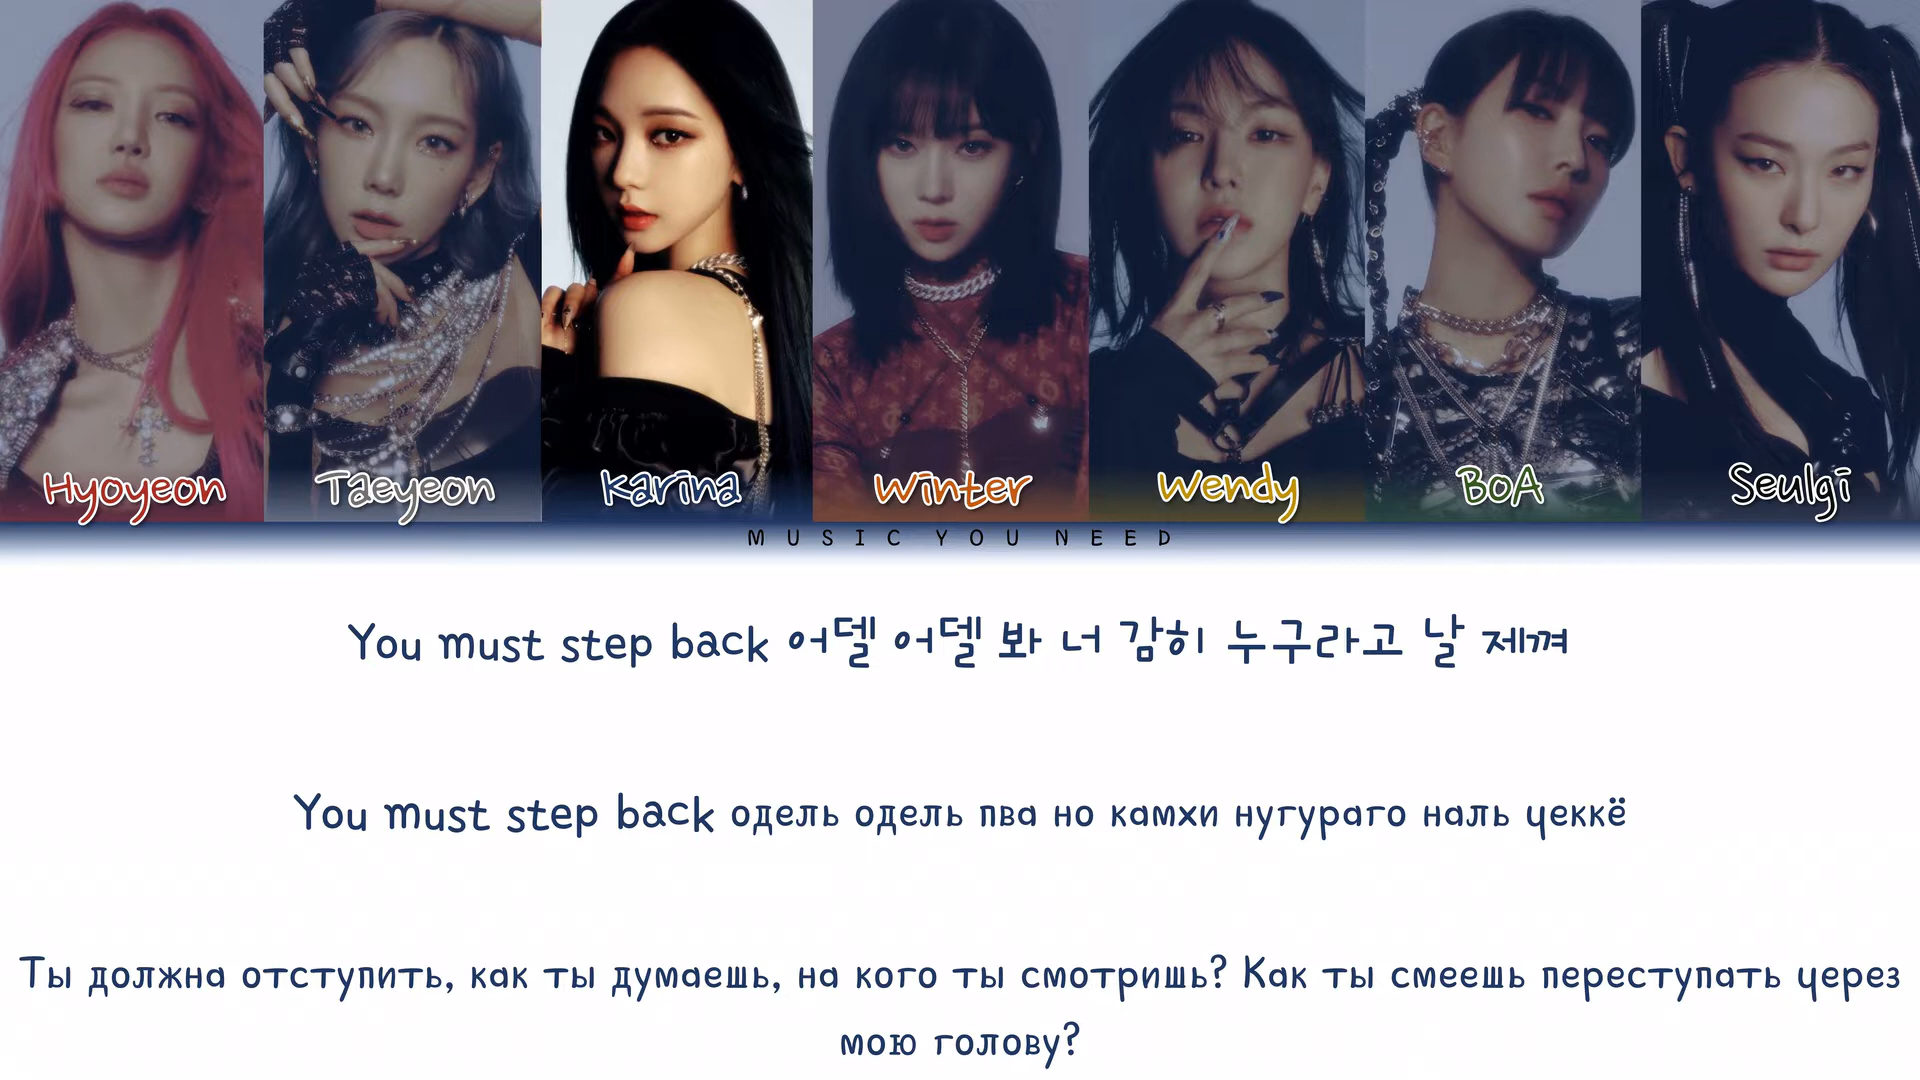 Hyoyeon Taeyeon Karina Winter Wendy BoA Seulgi
MUSIC YOU NEED
You must step back 어델 어델 봐 너 감히 누구라고 날 제껴
You must step back одель одель пва но камхи нугураго наль чеккё
Ты должна отступить, как ты думаешь, на кого ты смотришь? Как ты смеешь переступать через
мою голову?